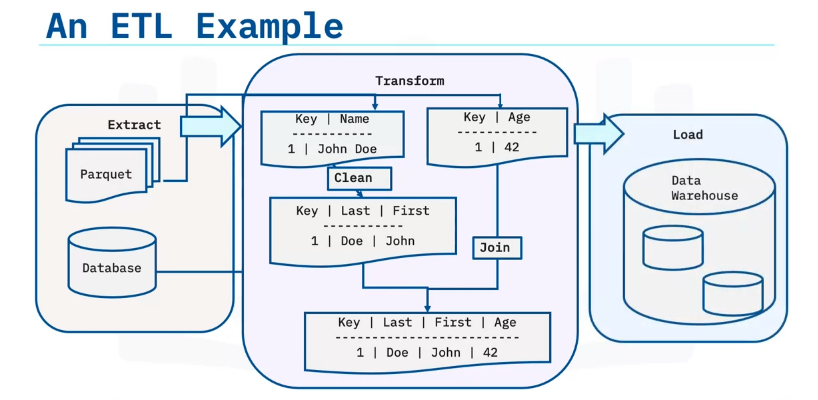 An ETL Example
Extract
Parquet
Database
Transform
Key | Name
-----------
1 | John Doe
Key | Age
----------
1 | 42
Clean
Key | Last | First
-----------
1 | Doe | John
Join
Key | Last | First | Age
-------------------------
1 | Doe | John | 42
Load
Data
Warehouse